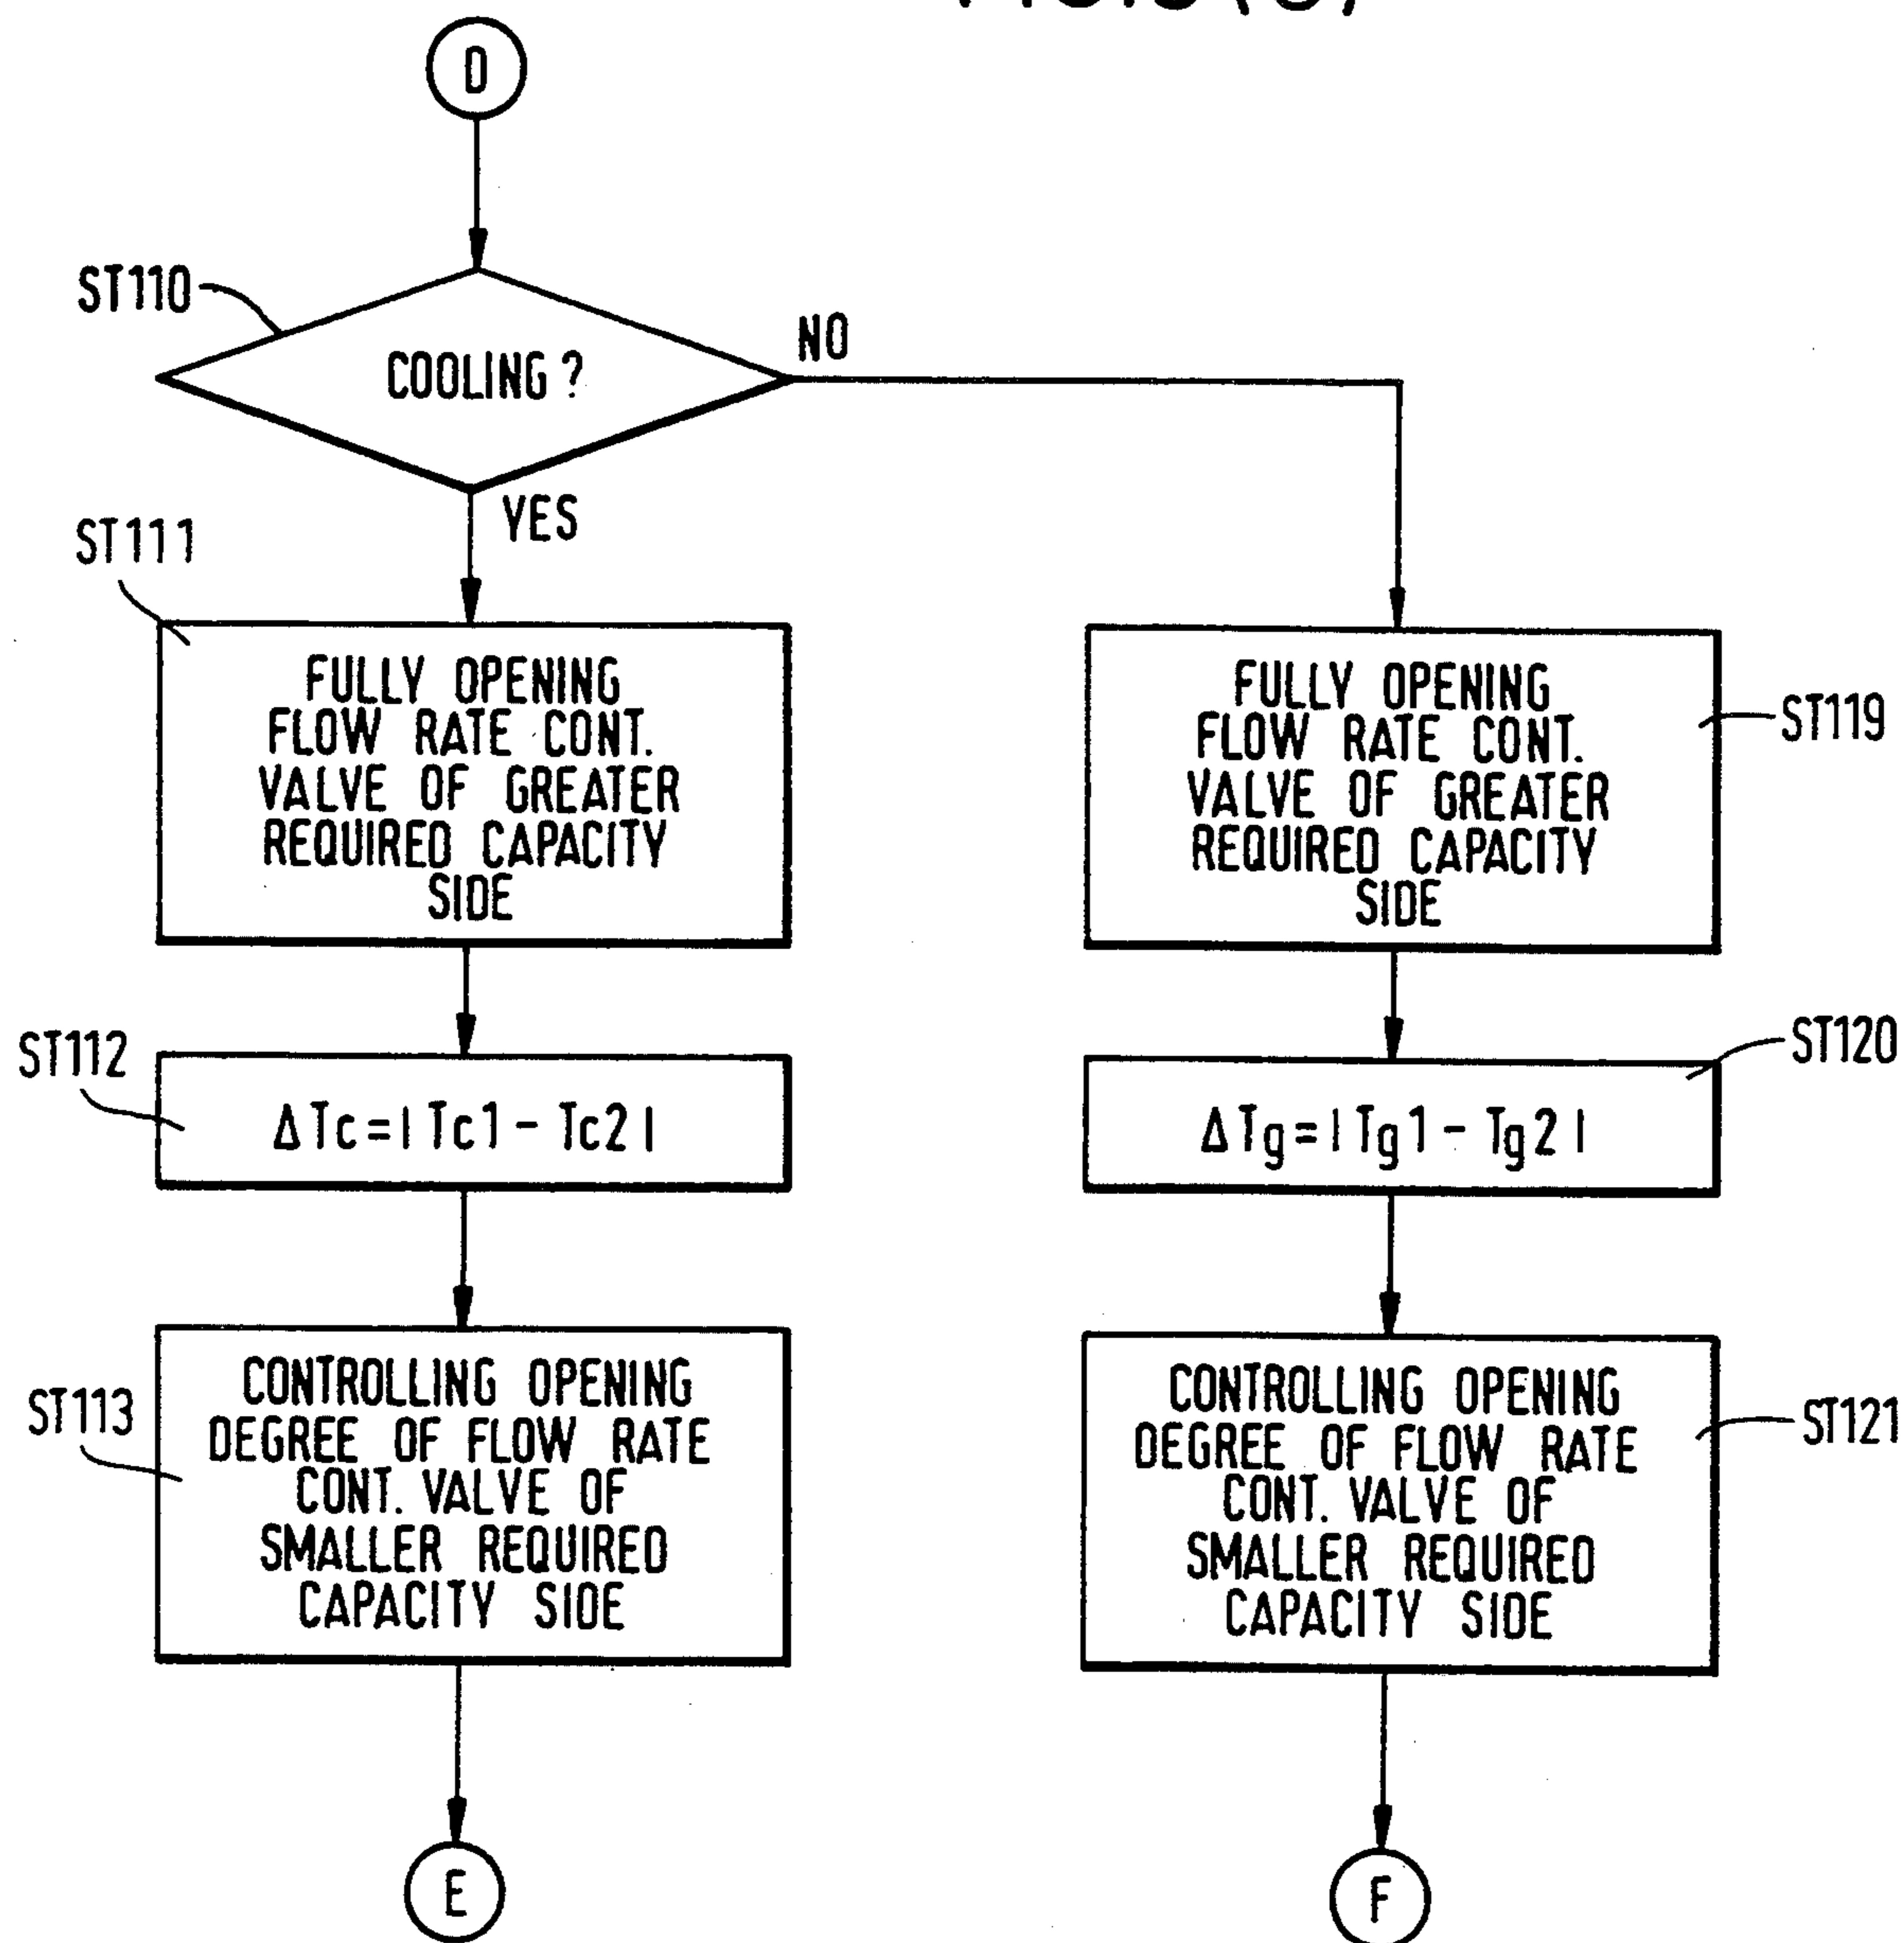 D
ST110
COOLING ?
NO
YES
ST111
FULLY OPENING
FLOW RATE CONT.
VALVE OF GREATER
REQUIRED CAPACITY
SIDE
FULLY OPENING
FLOW RATE CONT.
VALVE OF GREATER
REQUIRED CAPACITY
SIDE
ST119
ST112
ΔTc=| Tc1 - Tc2 |
ΔTg=| Tg1 - Tg2 |
ST120
ST113
CONTROLLING OPENING
DEGREE OF FLOW RATE
CONT. VALVE OF
SMALLER REQUIRED
CAPACITY SIDE
CONTROLLING OPENING
DEGREE OF FLOW RATE
CONT. VALVE OF
SMALLER REQUIRED
CAPACITY SIDE
ST121
E
F